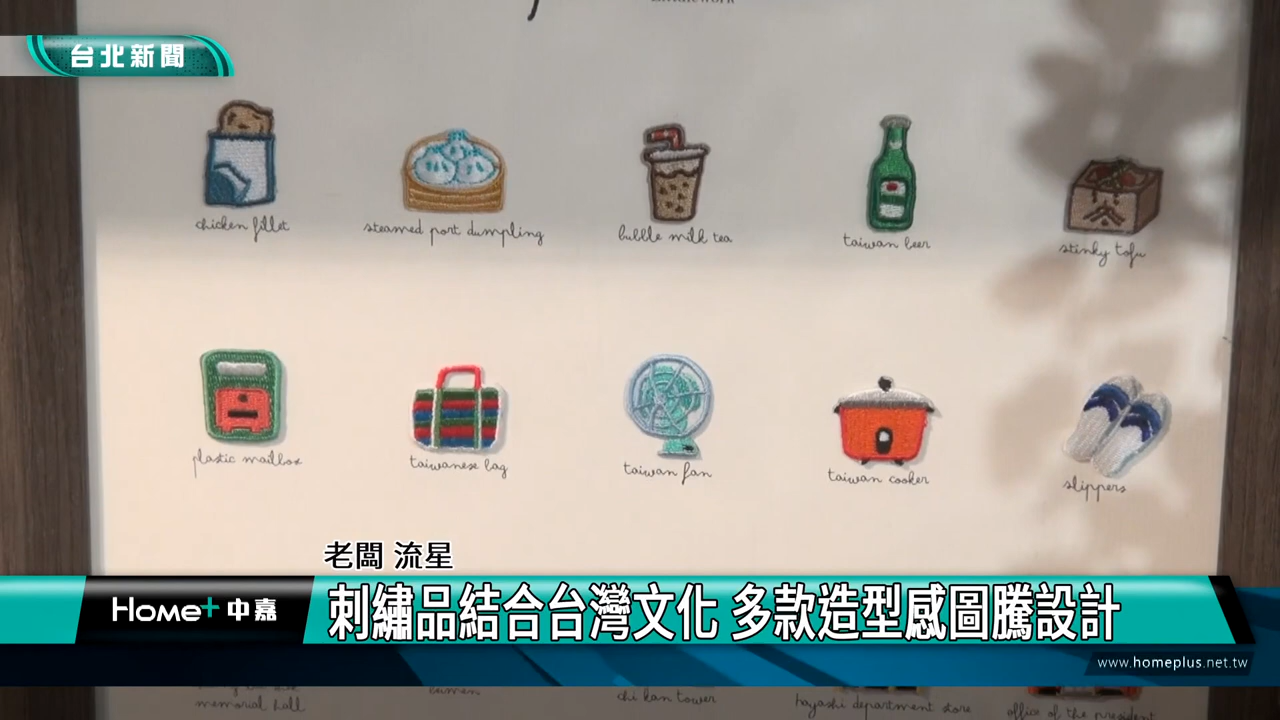 台北新聞
chicken fillet
steamed port dumpling
bubble milk tea
taiwan beer
stinky tofu
plastic mailbox
taiwanese bag
taiwan fan
taiwan cooker
slippers
老闆 流星
Home+ 中嘉
刺繡品結合台灣文化 多款造型感圖騰設計
www.homeplus.net.tw
memorial hall
chi kan tower
hayashi department store
office of the president